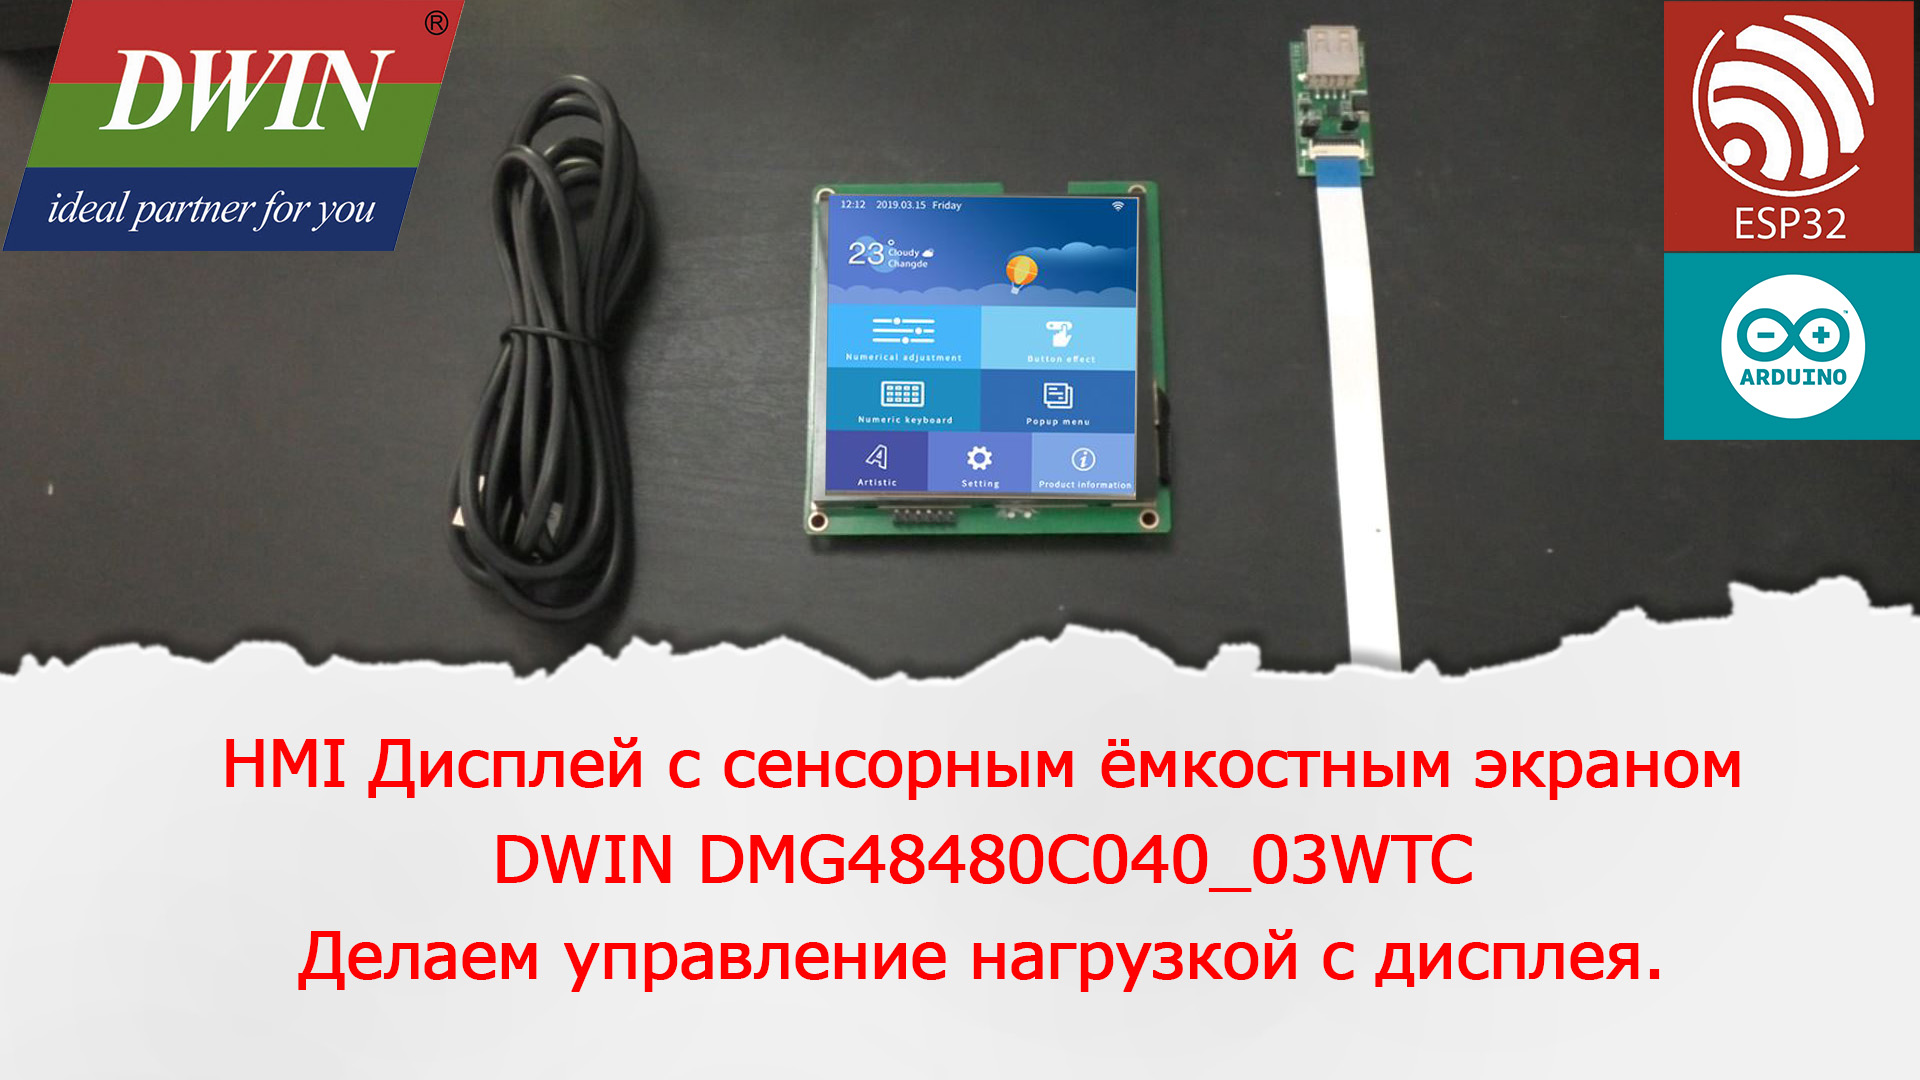 DWIN®
ideal partner for you
ESP32
ARDUINO
12:12 2019.03.15 Friday
23° Cloudy
Changde
Numerical adjustment
Button effect
Numeric keyboard
Popup menu
Artistic
Setting
Product information
HMI Дисплей с сенсорным ёмкостным экраном
DWIN DMG48480C040_03WTC
Делаем управление нагрузкой с дисплея.